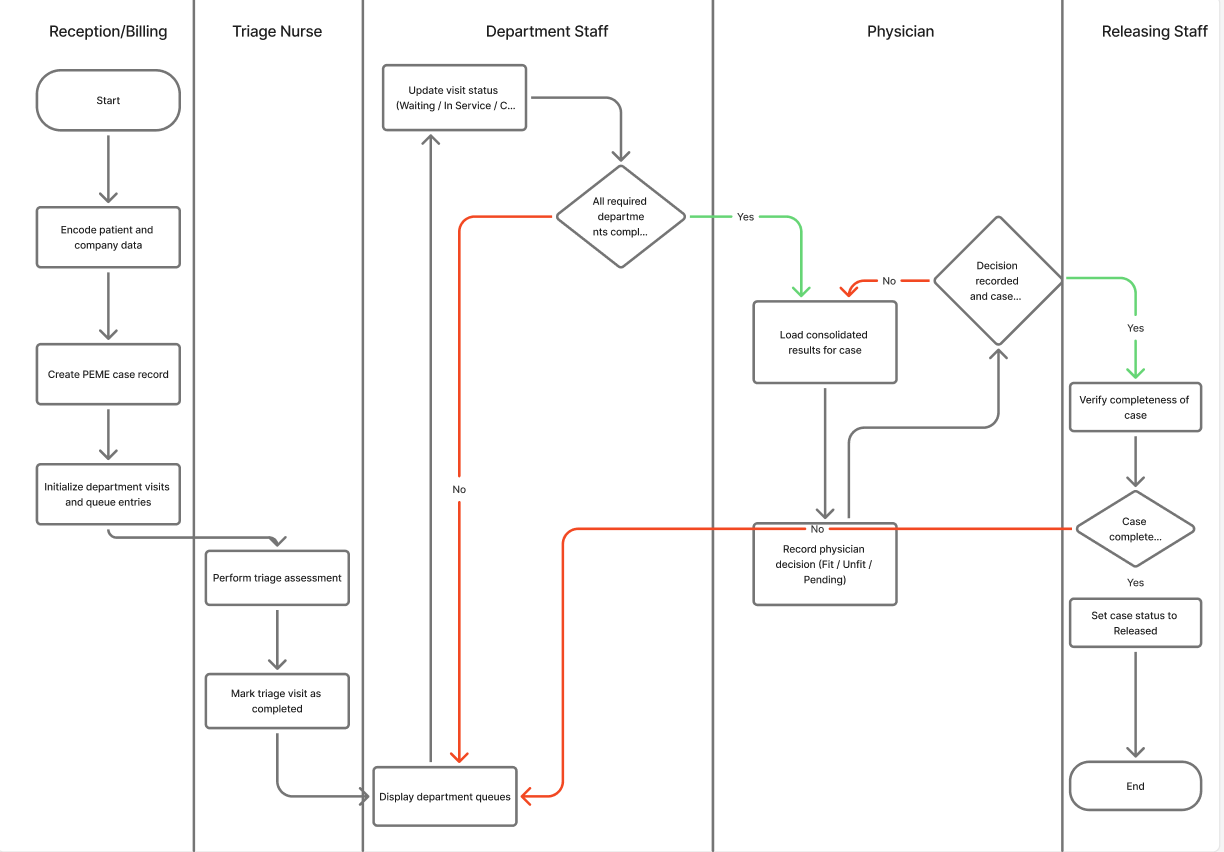 Reception/Billing
Triage Nurse
Department Staff
Physician
Releasing Staff
Start
Encode patient and
company data
Create PEME case record
Initialize department visits
and queue entries
Perform triage assessment
Mark triage visit as
completed
Update visit status
(Waiting / In Service / C...
All required
departme
nts compl...
No
Display department queues
Yes
Load consolidated
results for case
No
Decision
recorded
and case...
No
Record physician
decision (Fit / Unfit /
Pending)
Yes
Verify completeness of
case
Case
complete...
Yes
Set case status to
Released
End